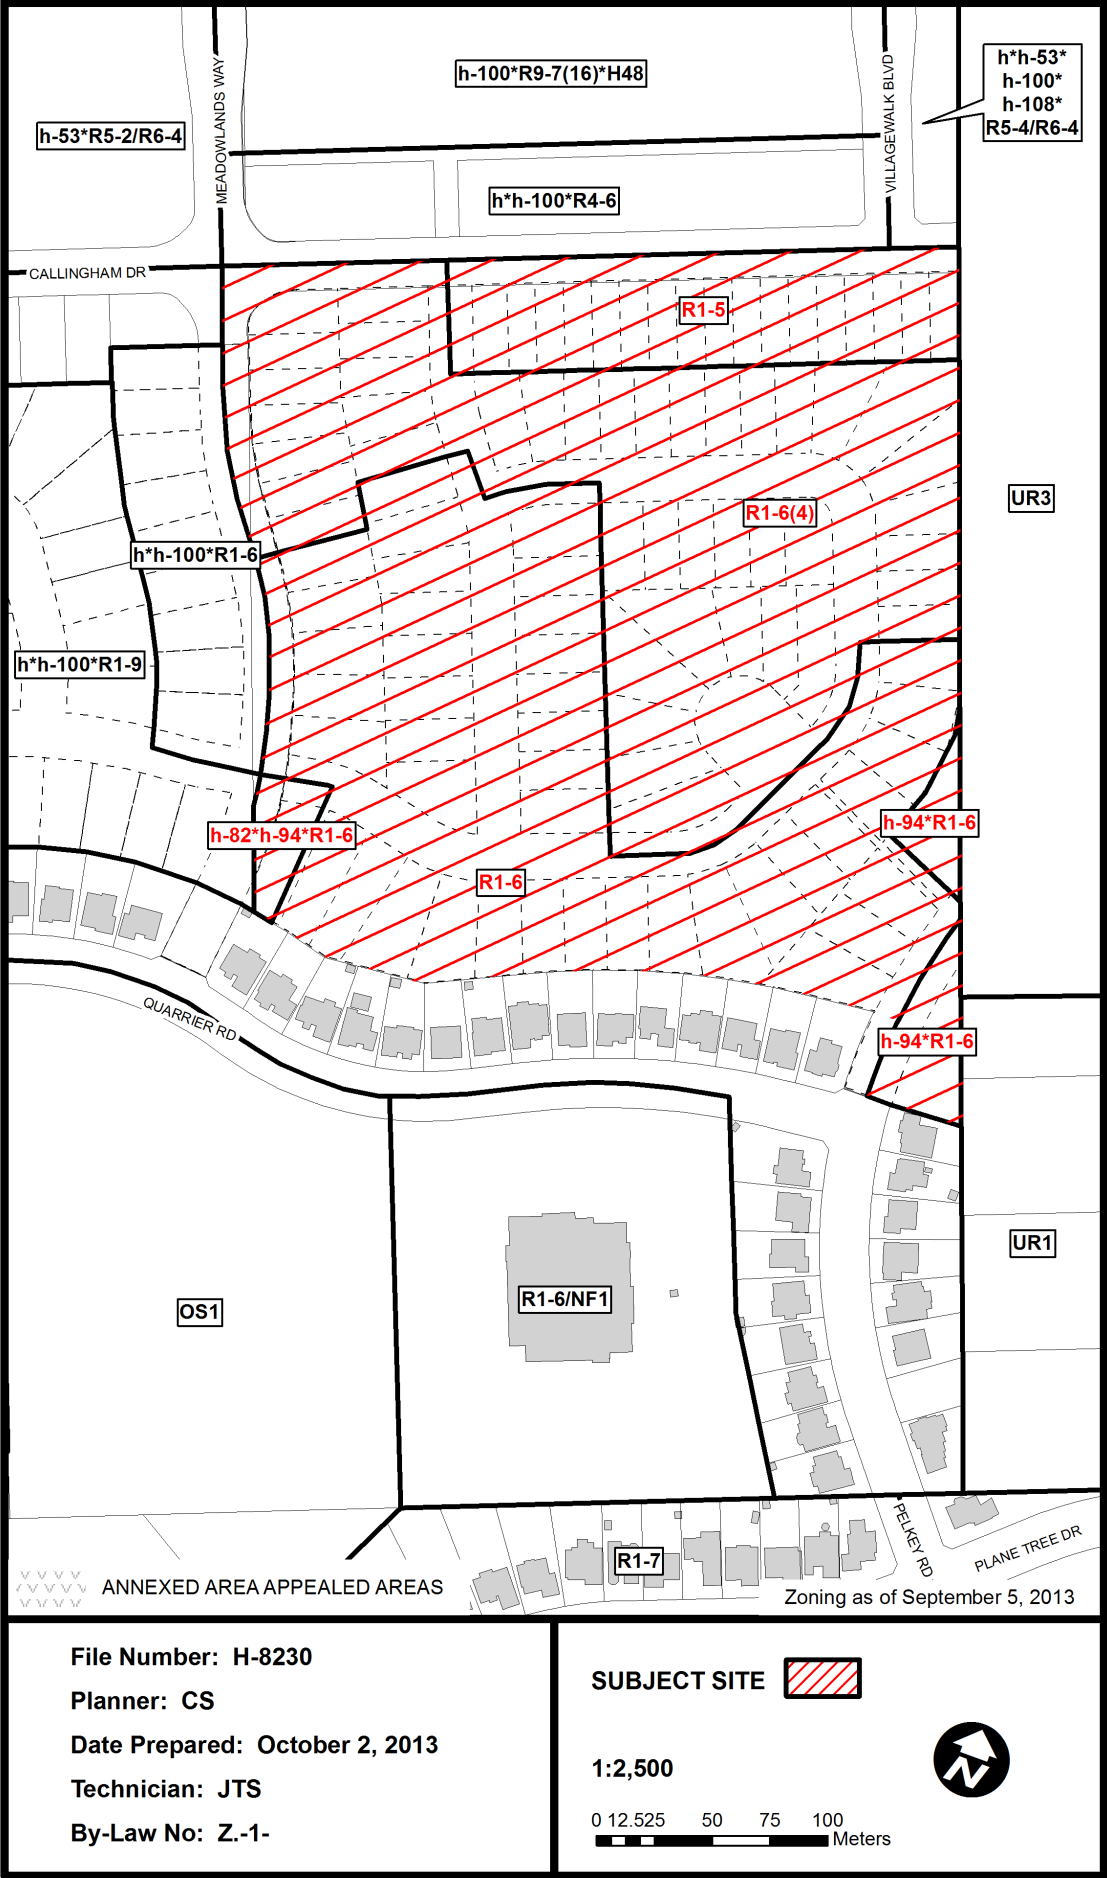 h-100*R9-7(16)*H48
h*h-53*
h-100*
h-108*
R5-4/R6-4
h-53*R5-2/R6-4
MEADOWLANDS WAY
VILLAGEWALK BLVD
h*h-100*R4-6
CALLINGHAM DR
R1-5
UR3
R1-6(4)
h*h-100*R1-6
h*h-100*R1-9
h-82*h-94*R1-6
h-94*R1-6
R1-6
QUARRIER RD
h-94*R1-6
UR1
OS1
R1-6/NF1
R1-7
PELKEY RD
PLANE TREE DR
ANNEXED AREA APPEALED AREAS
Zoning as of September 5, 2013
File Number: H-8230
Planner: CS
Date Prepared: October 2, 2013
Technician: JTS
By-Law No: Z.-1-
SUBJECT SITE
1:2,500
N
0 12.525 50 75 100
Meters